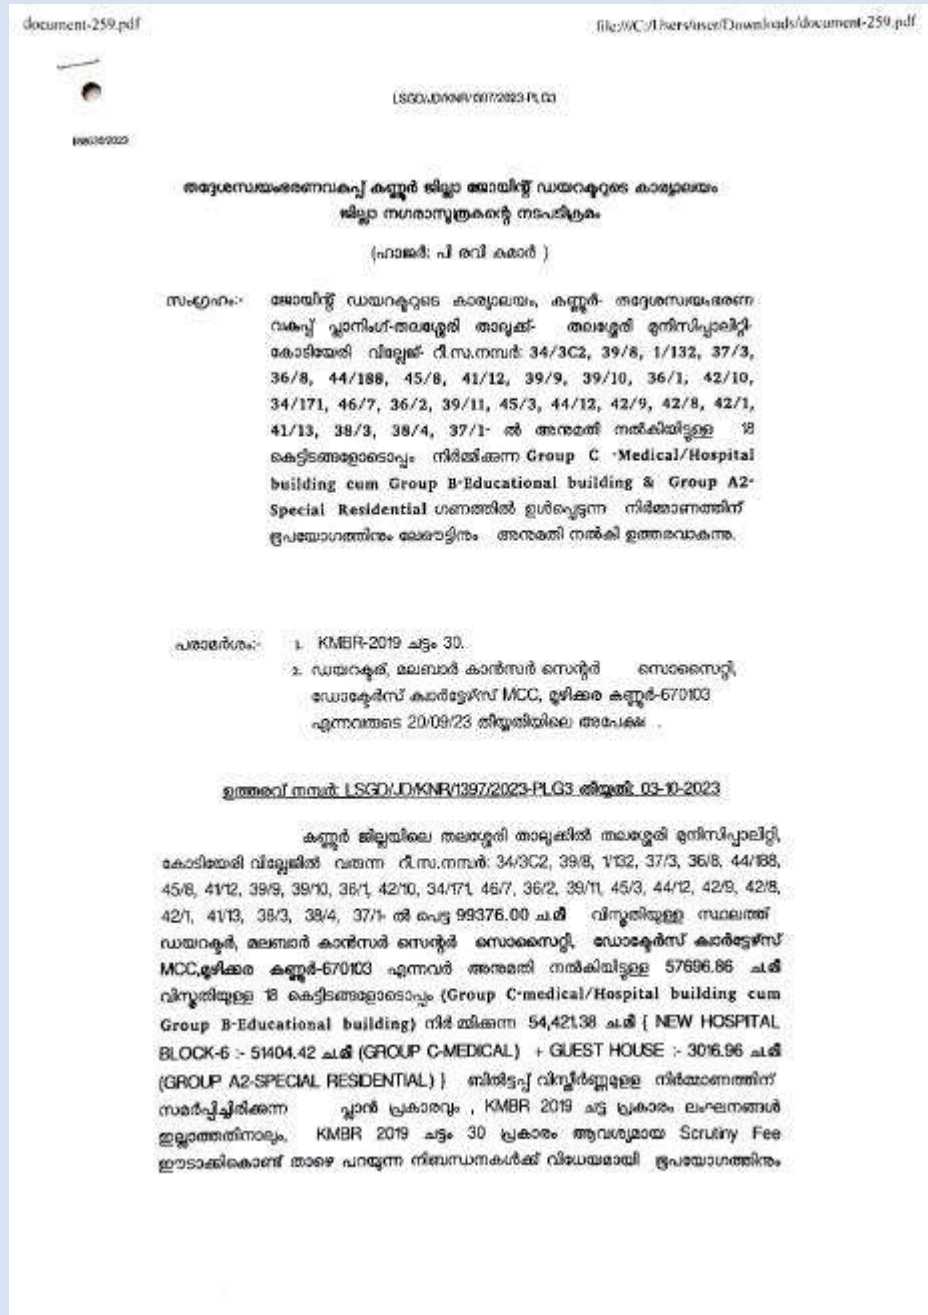 document-259.pdf
file:///C:/Users/user/Downloads/document-259.pdf
തദ്ദേശസ്വയംഭരണവകുപ്പ് കണ്ണൂർ ജില്ലാ ജോയിന്റ് ഡയറക്ടറുടെ കാര്യാലയം
ജില്ലാ നഗരാസൂത്രകന്റെ നടപടിക്രമം
(ഹാജർ: പി രവി കുമാർ )
സംഗ്രഹം:- ജോയിന്റ് ഡയറക്ടറുടെ കാര്യാലയം, കണ്ണൂർ- തദ്ദേശസ്വയംഭരണ
വകുപ്പ് പ്ലാനിംഗ്-തലശ്ശേരി താലൂക്ക്- തലശ്ശേരി മുനിസിപ്പാലിറ്റി-
കോടിയേരി വില്ലേജ്- റീ.സ.നമ്പർ: 34/3C2, 39/8, 1/132, 37/3,
36/8, 44/188, 45/8, 41/12, 39/9, 39/10, 36/1, 42/10,
34/171, 46/7, 36/2, 39/11, 45/3, 44/12, 42/9, 42/8, 42/1,
41/13, 38/3, 38/4, 37/1- ൽ അനുമതി നൽകിയിട്ടുള്ള 18
കെട്ടിടങ്ങളോടൊപ്പം നിർമ്മിക്കുന്ന Group C -Medical/Hospital
building cum Group B-Educational building & Group A2-
Special Residential ഗണത്തിൽ ഉൾപ്പെടുന്ന നിർമ്മാണത്തിന്
ഭൂപയോഗത്തിനും ലേഔട്ടിനും അനുമതി നൽകി ഉത്തരവാകുന്നു.
പരാമർശം:- 1. KMBR-2019 ചട്ടം 30.
2. ഡയറക്ടർ, മലബാർ കാൻസർ സെന്റർ സൊസൈറ്റി,
ഡോക്ടേർസ് ക്വാർട്ടേഴ്സ് MCC, മൂഴിക്കര കണ്ണൂർ-670103
എന്നവരുടെ 20/09/23 തീയ്യതിയിലെ അപേക്ഷ .
ഉത്തരവ് നമ്പർ: LSGD/JD/KNR/1397/2023-PLG3 തീയ്യതി: 03-10-2023
കണ്ണൂർ ജില്ലയിലെ തലശ്ശേരി താലൂക്കിൽ തലശ്ശേരി മുനിസിപ്പാലിറ്റി,
കോടിയേരി വില്ലേജിൽ വരുന്ന റീ.സ.നമ്പർ: 34/3C2, 39/8, 1/132, 37/3, 36/8, 44/188,
45/8, 41/12, 39/9, 39/10, 36/1, 42/10, 34/171, 46/7, 36/2, 39/11, 45/3, 44/12, 42/9, 42/8,
42/1, 41/13, 38/3, 38/4, 37/1- ൽ പെട്ട 99376.00 ച.മീ വിസ്തൃതിയുള്ള സ്ഥലത്ത്
ഡയറക്ടർ, മലബാർ കാൻസർ സെന്റർ സൊസൈറ്റി, ഡോക്ടേർസ് ക്വാർട്ടേഴ്സ്
MCC,മൂഴിക്കര കണ്ണൂർ-670103 എന്നവർ അനുമതി നൽകിയിട്ടുള്ള 57696.86 ച.മീ
വിസ്തൃതിയുള്ള 18 കെട്ടിടങ്ങളോടൊപ്പം (Group C-medical/Hospital building cum
Group B-Educational building) നിർ മ്മിക്കുന്ന 54,421.38 ച.മീ { NEW HOSPITAL
BLOCK-6 :- 51404.42 ച.മീ (GROUP C-MEDICAL) + GUEST HOUSE :- 3016.96 ച.മീ
(GROUP A2-SPECIAL RESIDENTIAL) } ബിൽട്ടപ്പ് വിസ്തീർണ്ണമുള്ള നിർമ്മാണത്തിന്
സമർപ്പിച്ചിരിക്കുന്ന പ്ലാൻ പ്രകാരവും , KMBR 2019 ചട്ട പ്രകാരം ലംഘനങ്ങൾ
ഇല്ലാത്തതിനാലും, KMBR 2019 ചട്ടം 30 പ്രകാരം ആവശ്യമായ Scrutiny Fee
ഈടാക്കികൊണ്ട് താഴെ പറയുന്ന നിബന്ധനകൾക്ക് വിധേയമായി ഭൂപയോഗത്തിനും